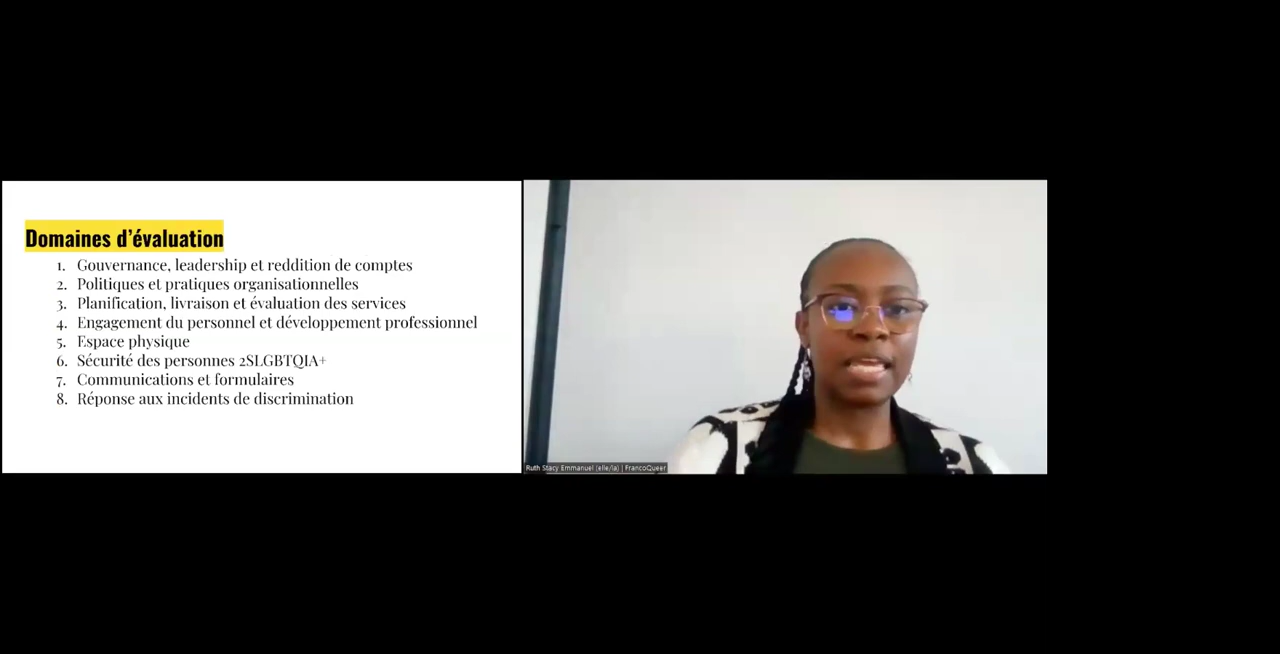 Domaines d’évaluation
1. Gouvernance, leadership et reddition de comptes
2. Politiques et pratiques organisationnelles
3. Planification, livraison et évaluation des services
4. Engagement du personnel et développement professionnel
5. Espace physique
6. Sécurité des personnes 2SLGBTQIA+
7. Communications et formulaires
8. Réponse aux incidents de discrimination
Ruth Stacy Emmanuel (elle/la) | FrancoQueer